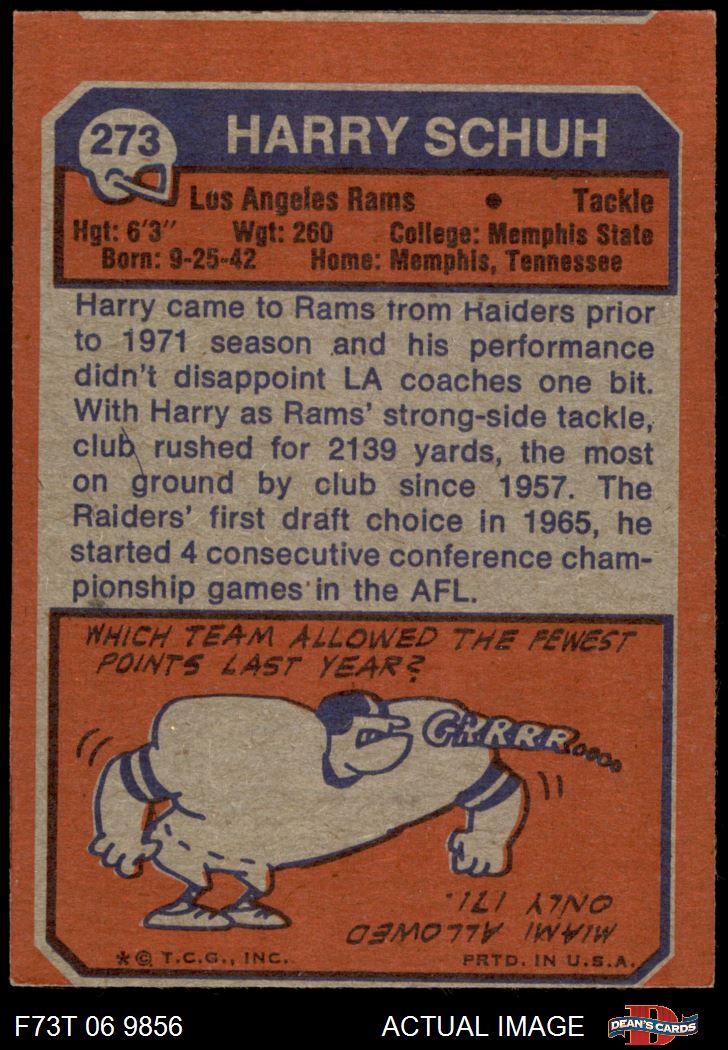 273
HARRY SCHUH
Los Angeles Rams • Tackle
Hgt: 6'3" Wgt: 260 College: Memphis State
Born: 9-25-42 Home: Memphis, Tennessee
Harry came to Rams from Raiders prior
to 1971 season and his performance
didn't disappoint LA coaches one bit.
With Harry as Rams' strong-side tackle,
club rushed for 2139 yards, the most
on ground by club since 1957. The
Raiders' first draft choice in 1965, he
started 4 consecutive conference cham-
pionship games in the AFL.
WHICH TEAM ALLOWED THE FEWEST
POINTS LAST YEAR?
GRRRR....
MIAMI ALLOWED
ONLY 171.
*© T.C.G., INC. PRTD. IN U.S.A.
F73T 06 9856 ACTUAL IMAGE
D
DEAN'S CARDS